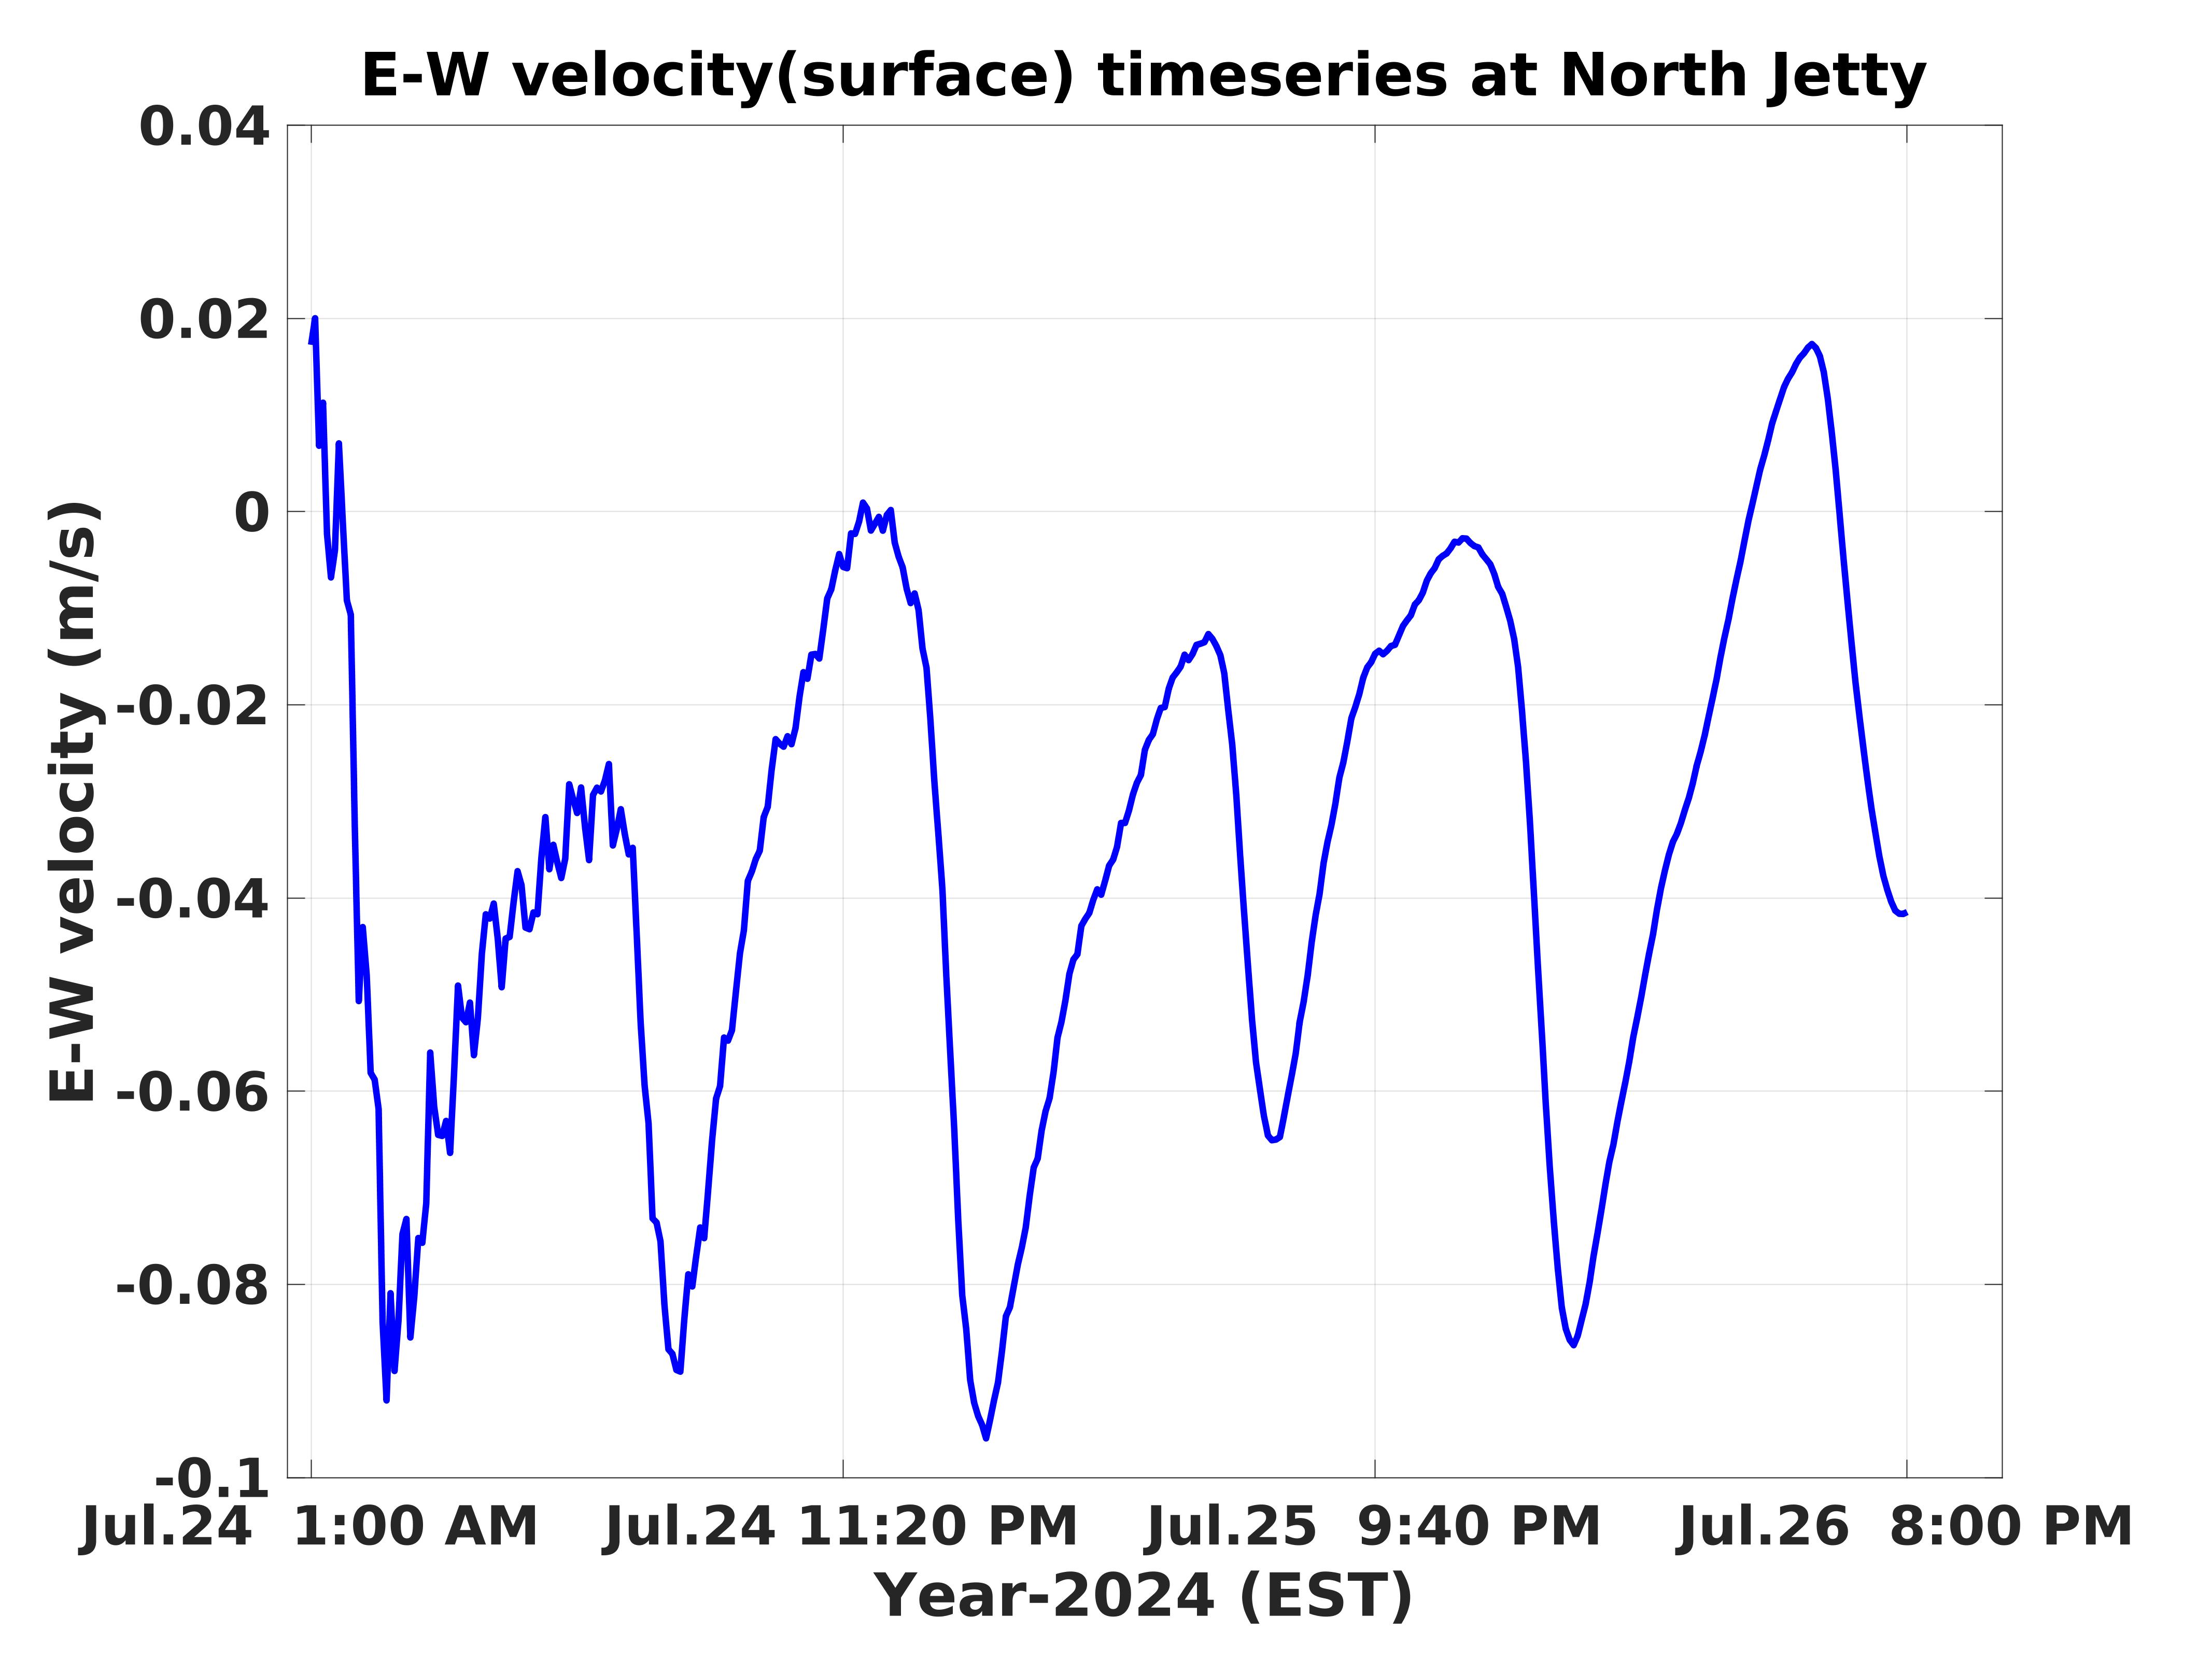 E-W velocity(surface) timeseries at North Jetty
0.04
0.02
0
-0.02
-0.04
-0.06
-0.08
-0.1
E-W velocity (m/s)
Jul.24 1:00 AM Jul.24 11:20 PM Jul.25 9:40 PM Jul.26 8:00 PM
Year-2024 (EST)